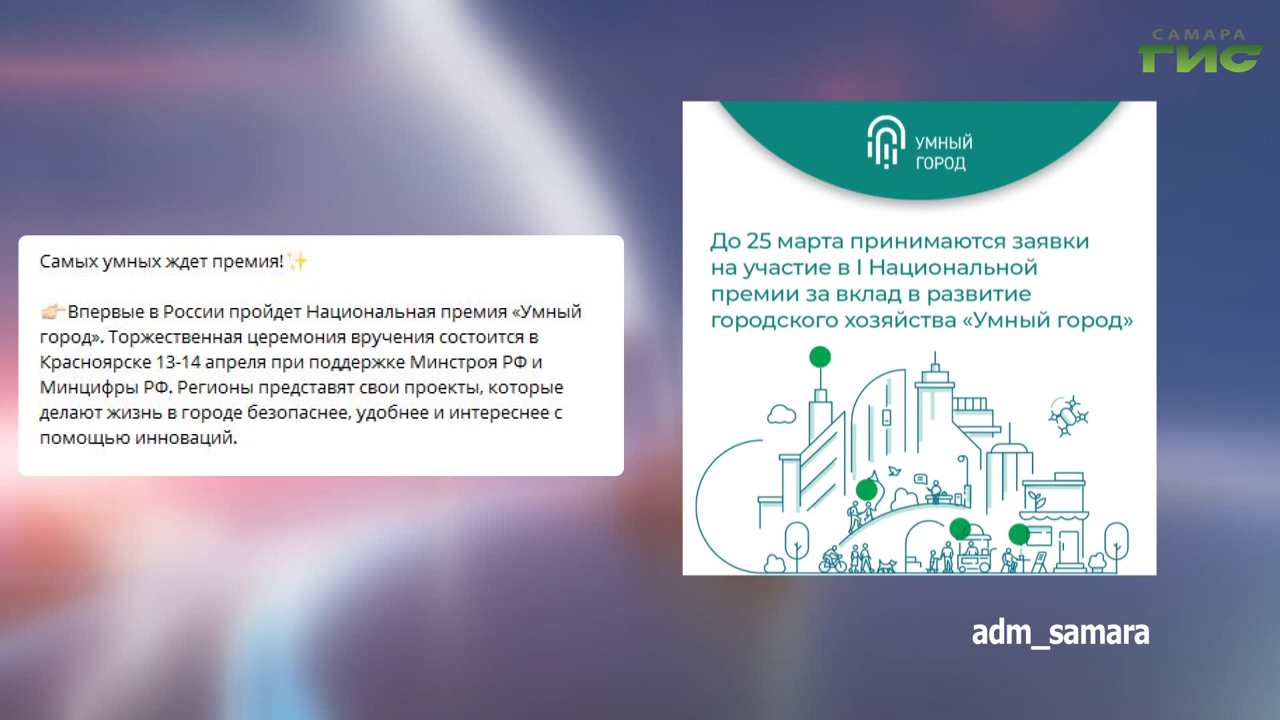 САМАРА
ГИС
УМНЫЙ
ГОРОД
До 25 марта принимаются заявки
на участие в I Национальной
премии за вклад в развитие
городского хозяйства «Умный город»
Самых умных ждет премия!✨
👉🏻Впервые в России пройдет Национальная премия «Умный
город». Торжественная церемония вручения состоится в
Красноярске 13-14 апреля при поддержке Минстроя РФ и
Минцифры РФ. Регионы представят свои проекты, которые
делают жизнь в городе безопаснее, удобнее и интереснее с
помощью инноваций.
adm_samara